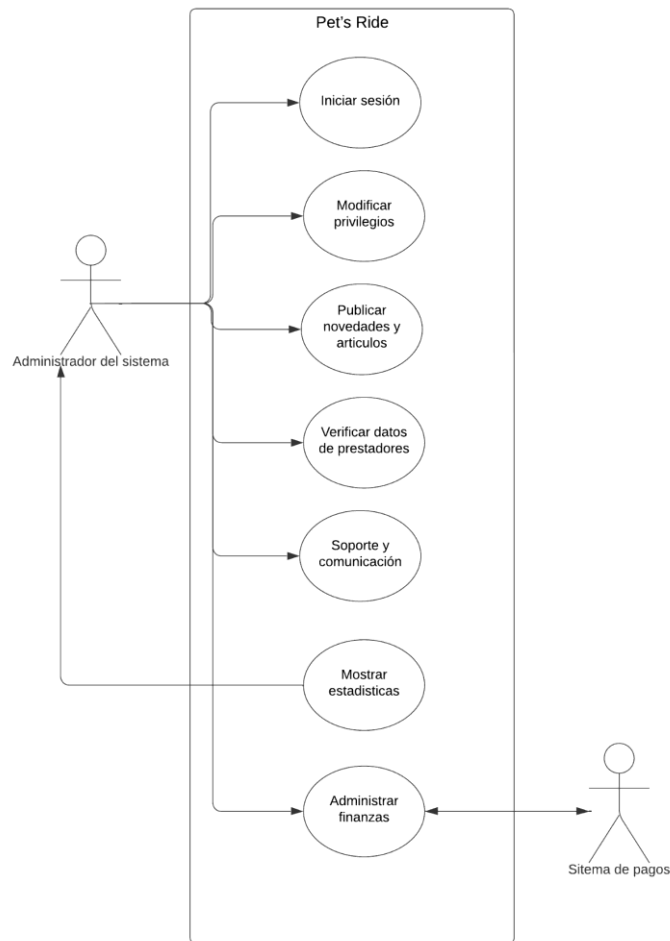 Pet's Ride
Iniciar sesión
Modificar
privilegios
Publicar
novedades y
articulos
Administrador del sistema
Verificar datos
de prestadores
Soporte y
comunicación
Mostrar
estadisticas
Administrar
finanzas
Sitema de pagos